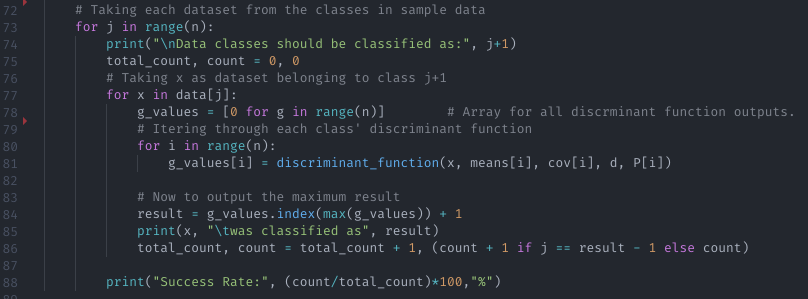 72 # Taking each dataset from the classes in sample data
73 for j in range(n):
74 print("\nData classes should be classified as:", j+1)
75 total_count, count = 0, 0
76 # Taking x as dataset belonging to class j+1
77 for x in data[j]:
78 g_values = [0 for g in range(n)] # Array for all discrminant function outputs.
79 # Itering through each class' discriminant function
80 for i in range(n):
81 g_values[i] = discriminant_function(x, means[i], cov[i], d, P[i])
82
83 # Now to output the maximum result
84 result = g_values.index(max(g_values)) + 1
85 print(x, "\twas classified as", result)
86 total_count, count = total_count + 1, (count + 1 if j == result - 1 else count)
87
88 print("Success Rate:", (count/total_count)*100,"%")